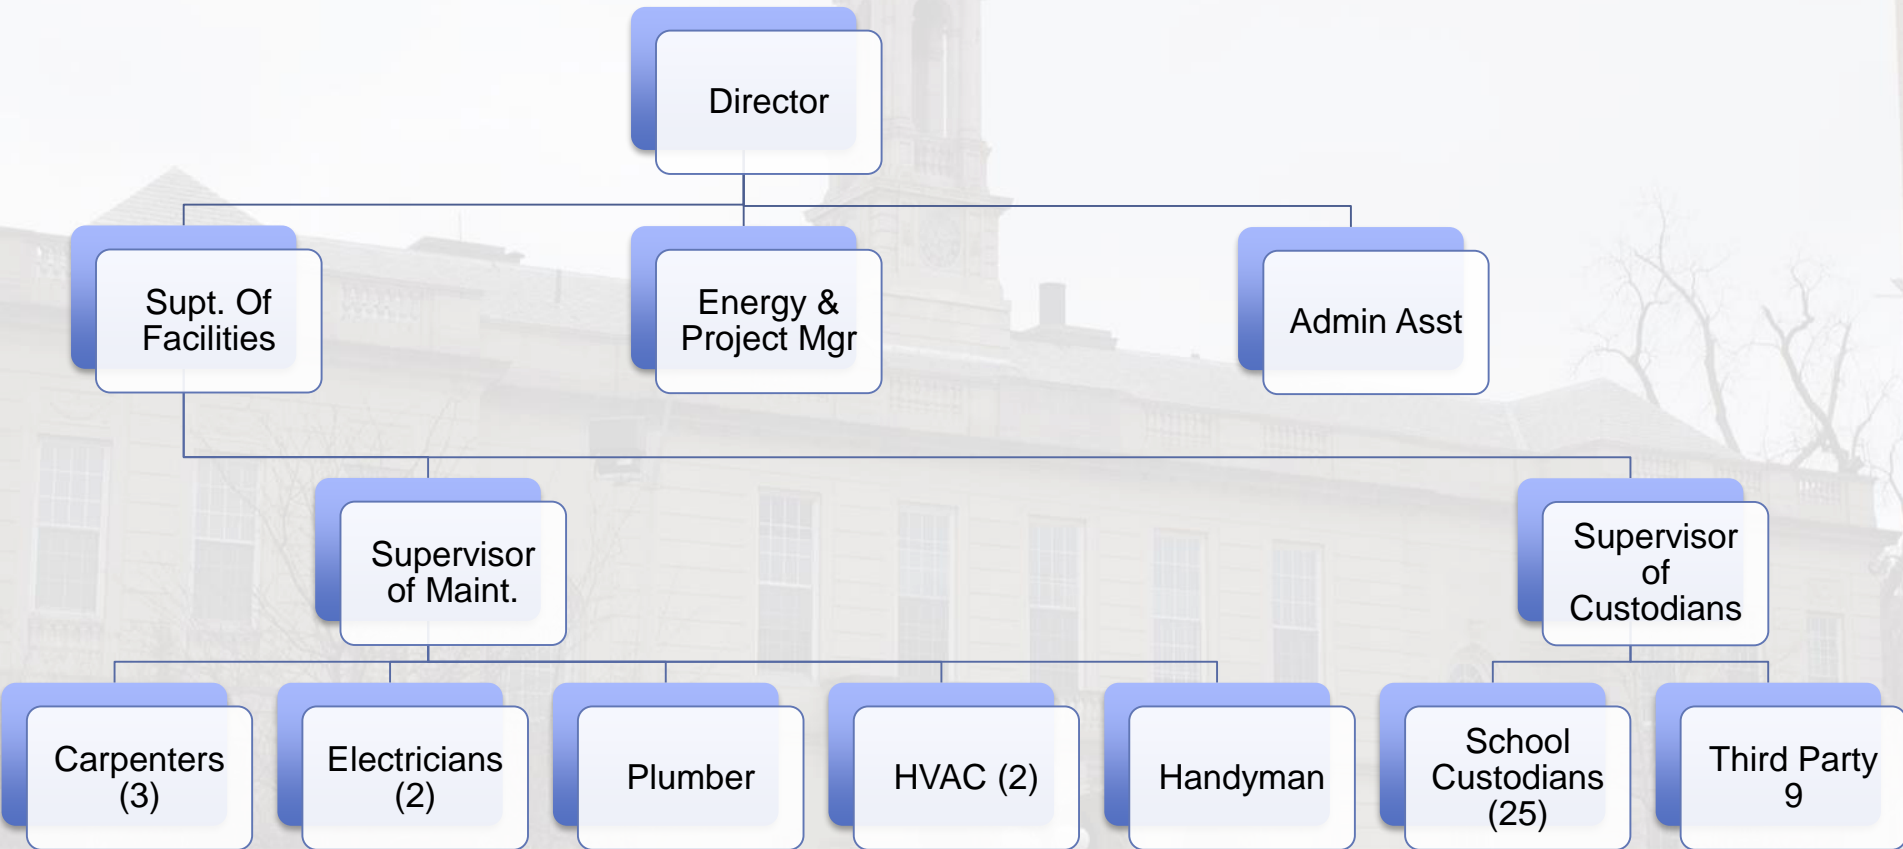 Director
Supt. Of
Facilities
Energy &
Project Mgr
Admin Asst
Supervisor
of Maint.
Supervisor
of
Custodians
Carpenters
(3)
Electricians
(2)
Plumber
HVAC (2)
Handyman
School
Custodians
(25)
Third Party
9